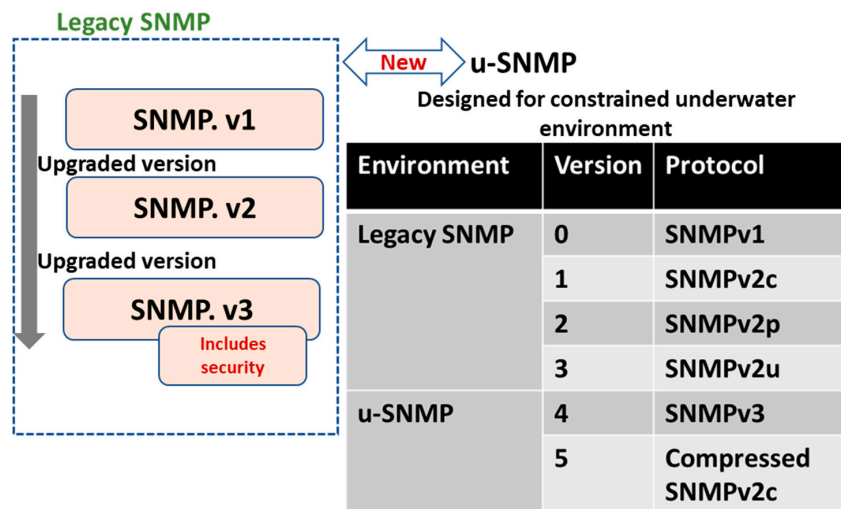 Legacy SNMP
SNMP. v1
Upgraded version
SNMP. v2
Upgraded version
SNMP. v3
Includes
security
New
u-SNMP
Designed for constrained underwater
environment
Environment Version Protocol
Legacy SNMP 0 SNMPv1
1 SNMPv2c
2 SNMPv2p
3 SNMPv2u
u-SNMP 4 SNMPv3
5 Compressed
SNMPv2c